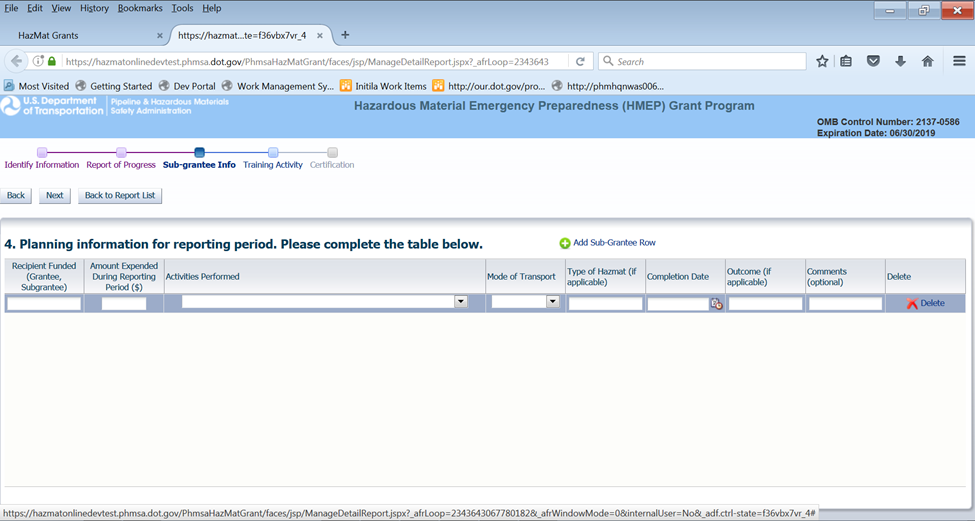 File Edit View History Bookmarks Tools Help
HazMat Grants × https://hazmat...te=f36vbx7vr_4 × +
https://hazmatonlinedevtest.phmsa.dot.gov/PhmsaHazMatGrant/faces/jsp/ManageDetailReport.jspx?_afrLoop=2343643 Search
Most Visited Getting Started Dev Portal Work Management Sy... Initila Work Items http://our.dot.gov/pro... http://phmhqnwas006...
U.S. Department of Transportation
Pipeline & Hazardous Materials Safety Administration
Hazardous Material Emergency Preparedness (HMEP) Grant Program
OMB Control Number: 2137-0586
Expiration Date: 06/30/2019
Identify Information Report of Progress Sub-grantee Info Training Activity Certification
Back Next Back to Report List
4. Planning information for reporting period. Please complete the table below. Add Sub-Grantee Row
Recipient Funded (Grantee, Subgrantee) Amount Expended During Reporting Period ($) Activities Performed Mode of Transport Type of Hazmat (if applicable) Completion Date Outcome (if applicable) Comments (optional) Delete
Delete
https://hazmatonlinedevtest.phmsa.dot.gov/PhmsaHazMatGrant/faces/jsp/ManageDetailReport.jspx?_afrLoop=2343643067780182&_afrWindowMode=0&internalUser=No&_adf.ctrl-state=f36vbx7vr_4#